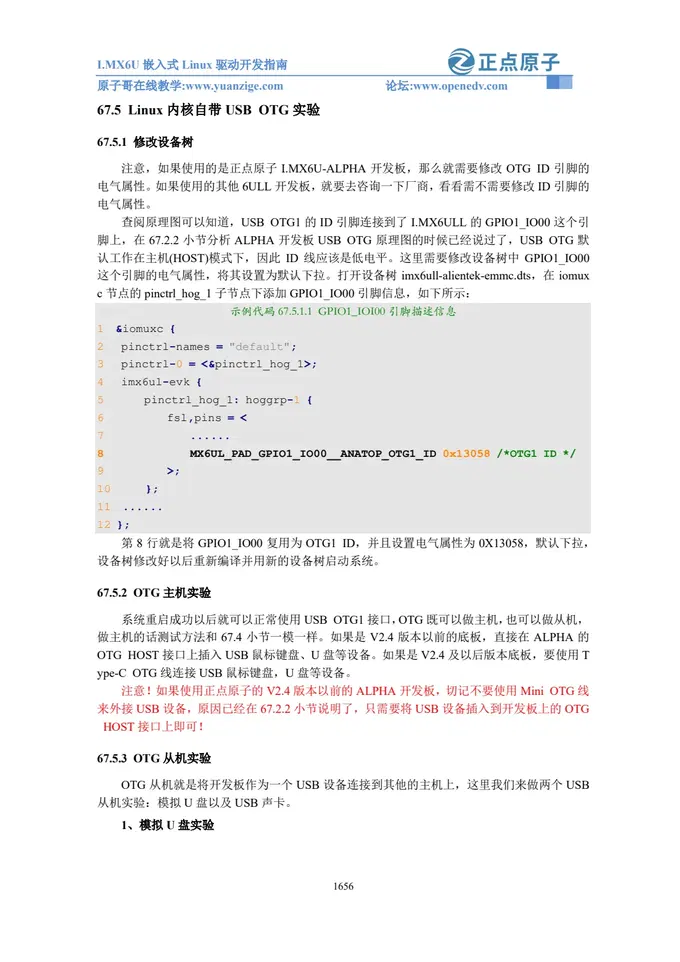 I.MX6U 嵌入式 Linux 驱动开发指南
正点原子
原子哥在线教学:www.yuanzige.com 论坛:www.openedv.com
67.5 Linux 内核自带 USB OTG 实验
67.5.1 修改设备树
注意，如果使用的是正点原子 I.MX6U-ALPHA 开发板，那么就需要修改 OTG ID 引脚的
电气属性。如果使用的其他 6ULL 开发板，就要去咨询一下厂商，看看需不需要修改 ID 引脚的
电气属性。
查阅原理图可以知道，USB OTG1 的 ID 引脚连接到了 I.MX6ULL 的 GPIO1_IO00 这个引
脚上，在 67.2.2 小节分析 ALPHA 开发板 USB OTG 原理图的时候已经说过了，USB OTG 默
认工作在主机(HOST)模式下，因此 ID 线应该是低电平。这里需要修改设备树中 GPIO1_IO00
这个引脚的电气属性，将其设置为默认下拉。打开设备树 imx6ull-alientek-emmc.dts，在 iomux
c 节点的 pinctrl_hog_1 子节点下添加 GPIO1_IO00 引脚信息，如下所示：
示例代码 67.5.1.1 GPIO1_IOI00 引脚描述信息
1 &iomuxc {
2 pinctrl-names = "default";
3 pinctrl-0 = <&pinctrl_hog_1>;
4 imx6ul-evk {
5 pinctrl_hog_1: hoggrp-1 {
6 fsl,pins = <
7 ......
8 MX6UL_PAD_GPIO1_IO00__ANATOP_OTG1_ID 0x13058 /*OTG1 ID */
9 >;
10 };
11 ......
12 };
第 8 行就是将 GPIO1_IO00 复用为 OTG1 ID，并且设置电气属性为 0X13058，默认下拉，
设备树修改好以后重新编译并用新的设备树启动系统。
67.5.2 OTG 主机实验
系统重启成功以后就可以正常使用 USB OTG1 接口，OTG 既可以做主机，也可以做从机，
做主机的话测试方法和 67.4 小节一模一样。如果是 V2.4 版本以前的底板，直接在 ALPHA 的
OTG HOST 接口上插入 USB 鼠标键盘、U 盘等设备。如果是 V2.4 及以后版本底板，要使用 T
ype-C OTG 线连接 USB 鼠标键盘，U 盘等设备。
注意！如果使用正点原子的 V2.4 版本以前的 ALPHA 开发板，切记不要使用 Mini OTG 线
来外接 USB 设备，原因已经在 67.2.2 小节说明了，只需要将 USB 设备插入到开发板上的 OTG
HOST 接口上即可！
67.5.3 OTG 从机实验
OTG 从机就是将开发板作为一个 USB 设备连接到其他的主机上，这里我们来做两个 USB
从机实验：模拟 U 盘以及 USB 声卡。
1、模拟 U 盘实验
1656